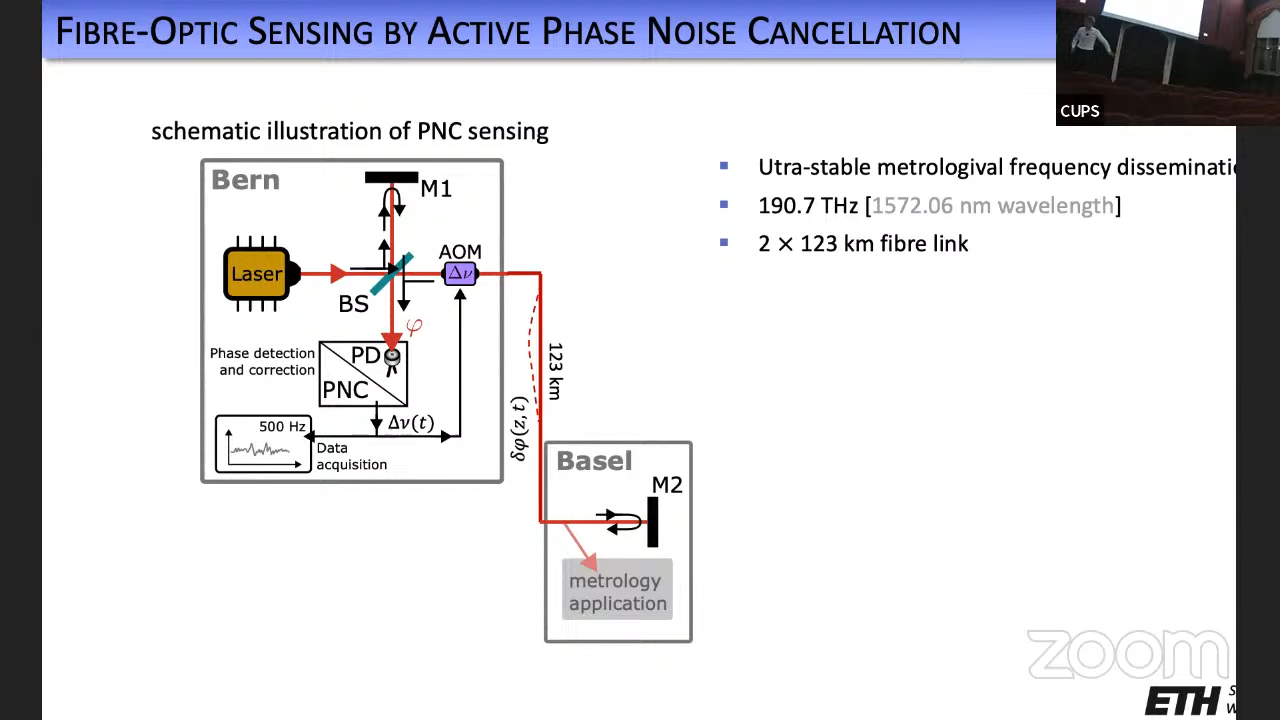 FIBRE-OPTIC SENSING BY ACTIVE PHASE NOISE CANCELLATION
CUPS
schematic illustration of PNC sensing
Bern
M1
Laser
BS
AOM
Δν
φ
Phase detection
and correction
PD
PNC
Δν(t)
500 Hz
Data
acquisition
123 km
δφ(z,t)
Basel
M2
metrology
application
Utra-stable metrologival frequency disseminati
190.7 THz [1572.06 nm wavelength]
2 × 123 km fibre link
zoom
ETH